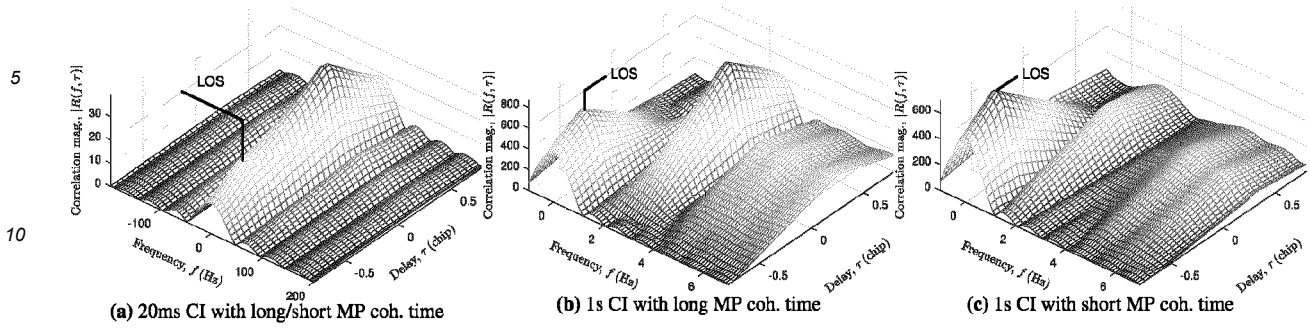 5
10
LOS
Correlation mag., |R(f,τ)|
30
20
10
0
-100
0
100
200
Frequency, f (Hz)
-0.5
0
0.5
Delay, τ (chip)
(a) 20ms CI with long/short MP coh. time
LOS
Correlation mag., |R(f,τ)|
800
600
400
200
0
0
2
4
6
Frequency, f (Hz)
-0.5
0
0.5
Delay, τ (chip)
(b) 1s CI with long MP coh. time
LOS
Correlation mag., |R(f,τ)|
600
400
200
0
0
2
4
6
Frequency, f (Hz)
-0.5
0
0.5
Delay, τ (chip)
(c) 1s CI with short MP coh. time